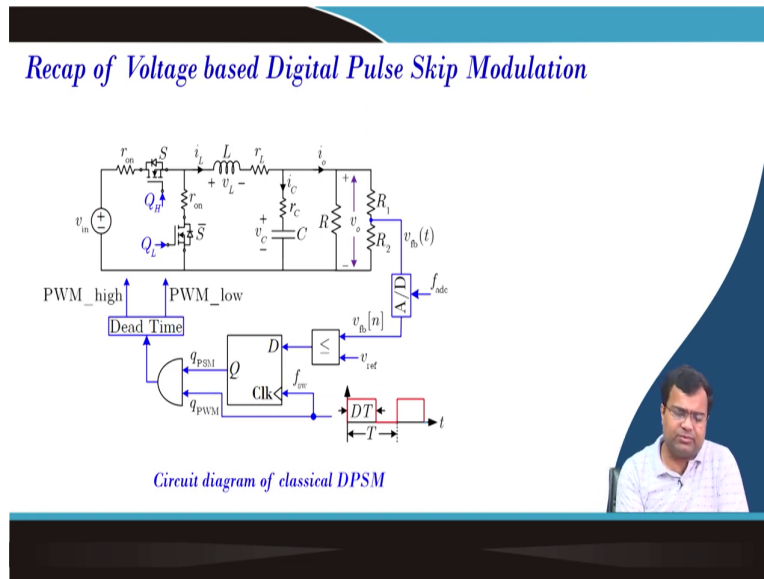 Recap of Voltage based Digital Pulse Skip Modulation
r_on S i_L L r_L i_o
+ v_L - i_C +
Q_H r_on r_C R_1
v_in + - + R v_o
Q_L S̅ v_C C R_2 v_fb(t)
- -
PWM_high PWM_low A/D f_adc
Dead Time v_fb[n]
D ≤
q_PSM Q v_ref
Clk f_sw
q_PWM DT t
T
Circuit diagram of classical DPSM